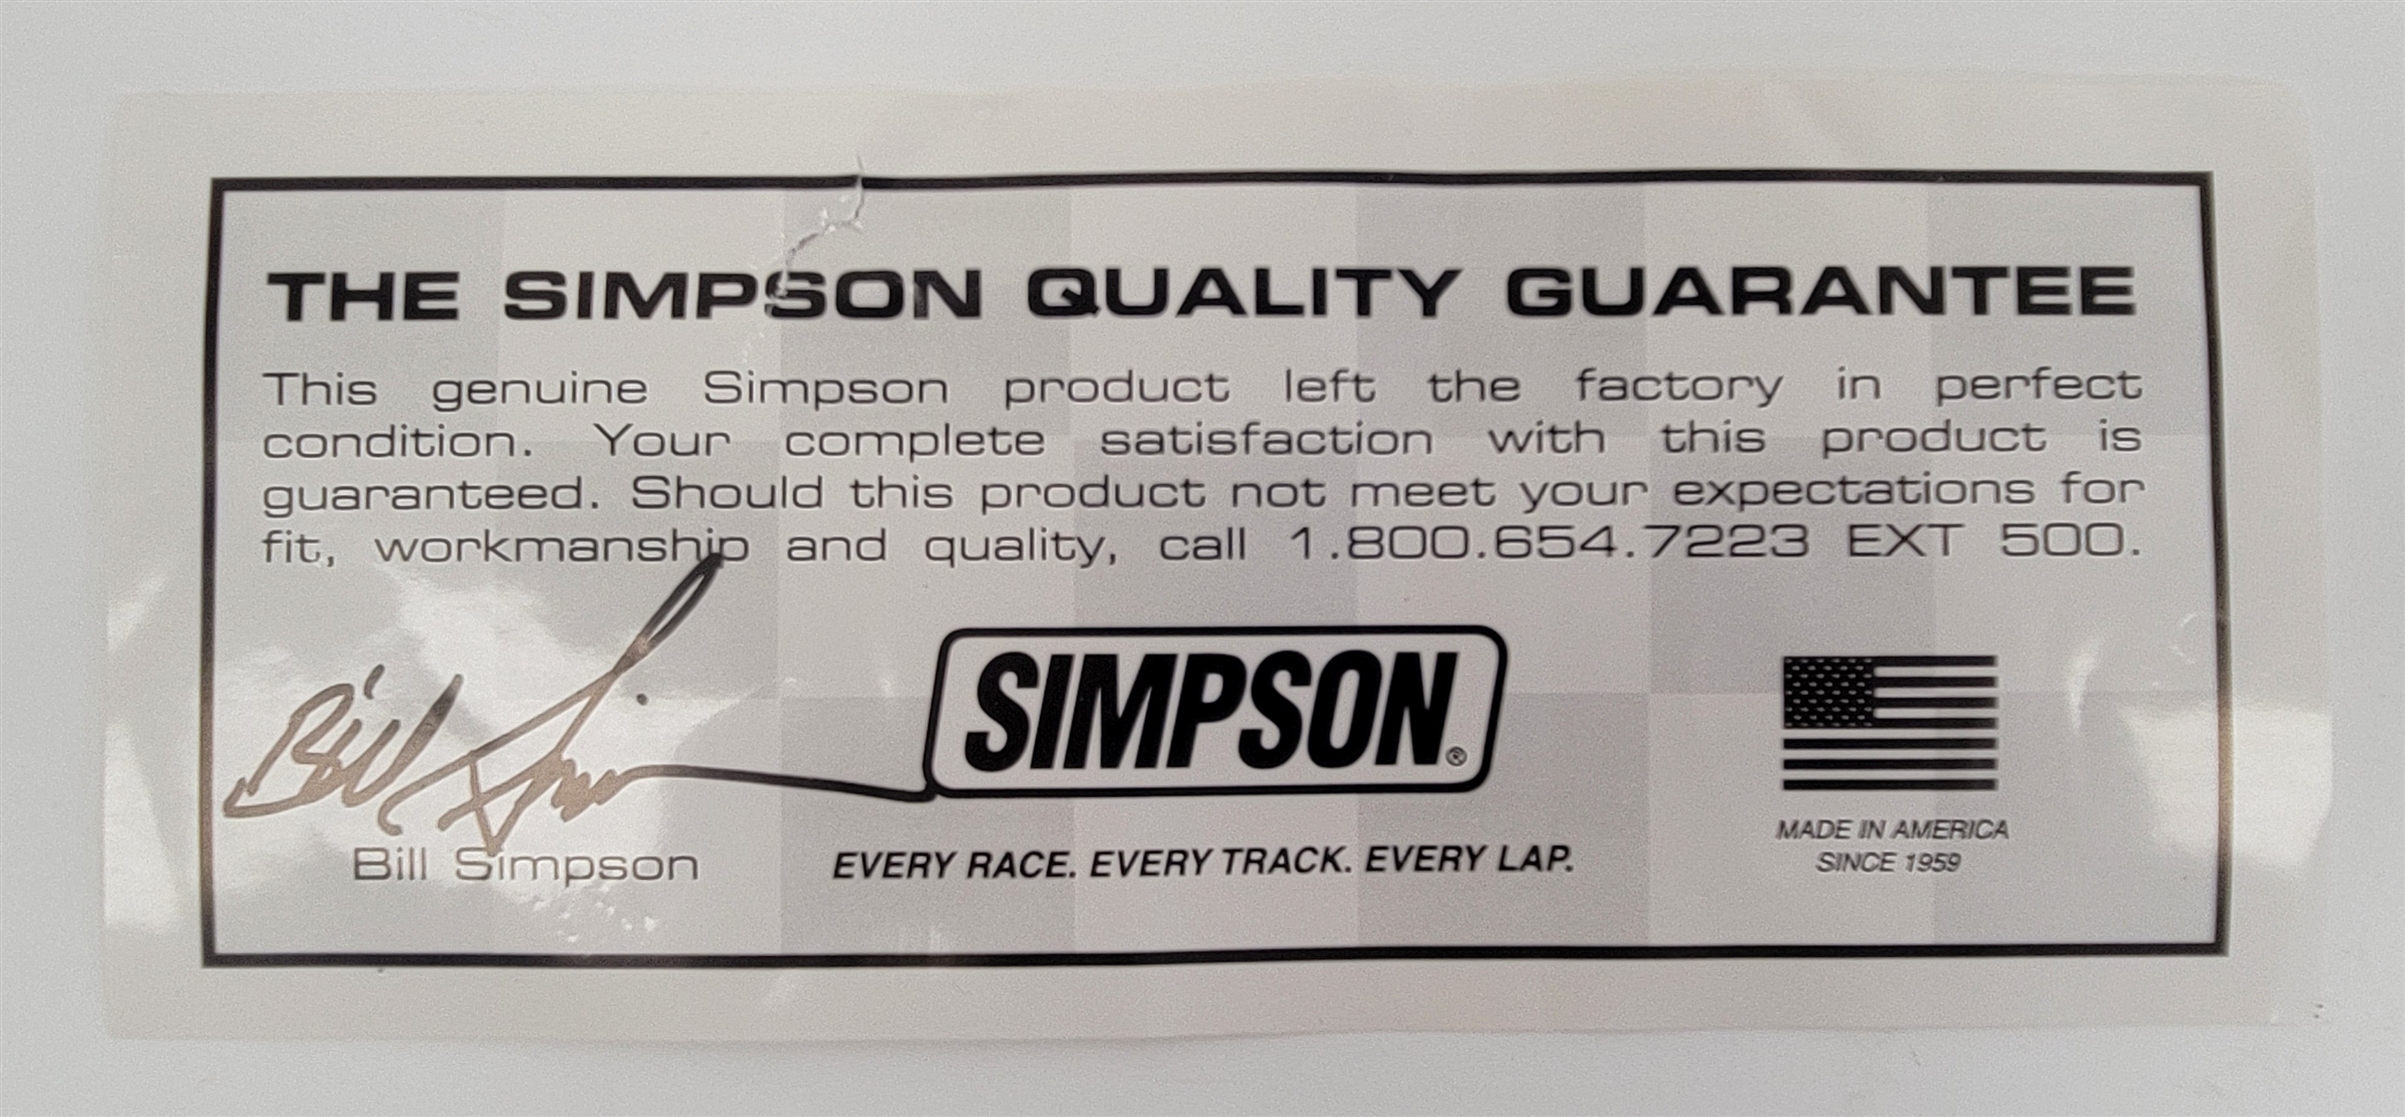 THE SIMPSON QUALITY GUARANTEE
This genuine Simpson product left the factory in perfect
condition. Your complete satisfaction with this product is
guaranteed. Should this product not meet your expectations for
fit, workmanship and quality, call 1.800.654.7223 EXT 500.
Bill Simpson
Bill Simpson
SIMPSON®
EVERY RACE. EVERY TRACK. EVERY LAP.
MADE IN AMERICA
SINCE 1959